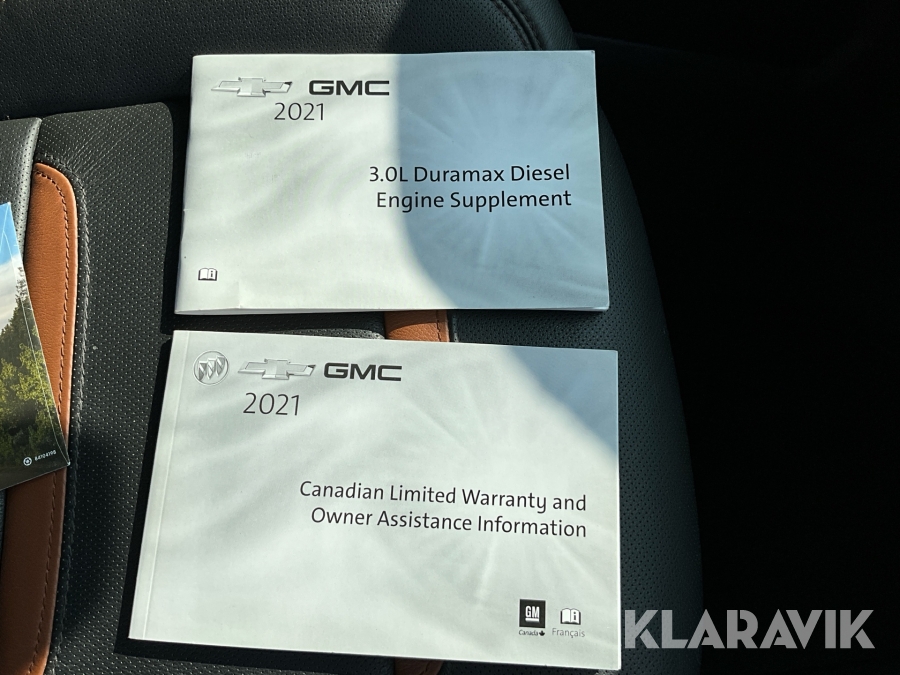 GMC
2021
3.0L Duramax Diesel
Engine Supplement
GMC
2021
Canadian Limited Warranty and
Owner Assistance Information
GM
Canada
Français
KLARAVIK